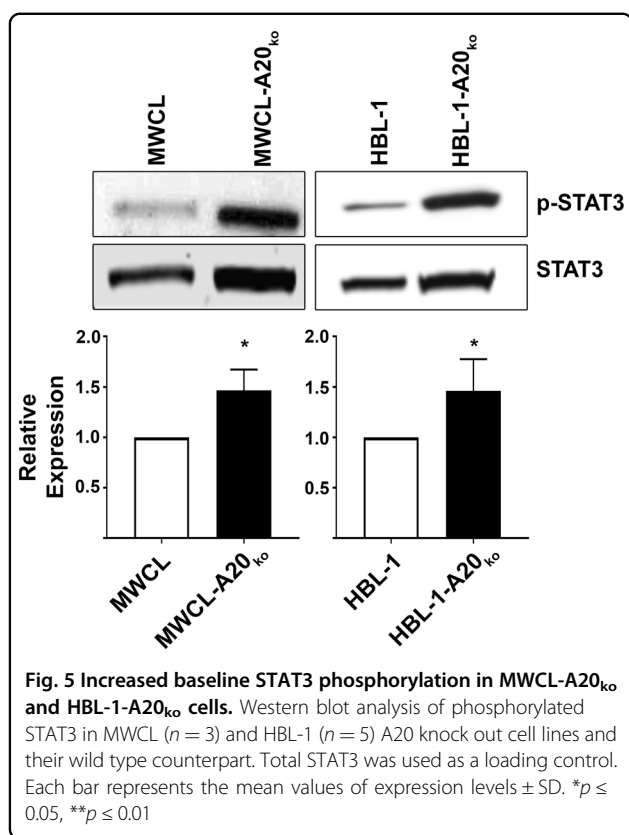 MWCL
MWCL-A20ko
HBL-1
HBL-1-A20ko
p-STAT3
STAT3
Relative
Expression
2.0
1.5
1.0
0.5
*
MWCL
MWCL-A20ko
2.0
1.5
1.0
0.5
*
HBL-1
HBL-1-A20ko
Fig. 5 Increased baseline STAT3 phosphorylation in MWCL-A20ko
and HBL-1-A20ko cells. Western blot analysis of phosphorylated
STAT3 in MWCL (n = 3) and HBL-1 (n = 5) A20 knock out cell lines and
their wild type counterpart. Total STAT3 was used as a loading control.
Each bar represents the mean values of expression levels ± SD. *p ≤
0.05, **p ≤ 0.01